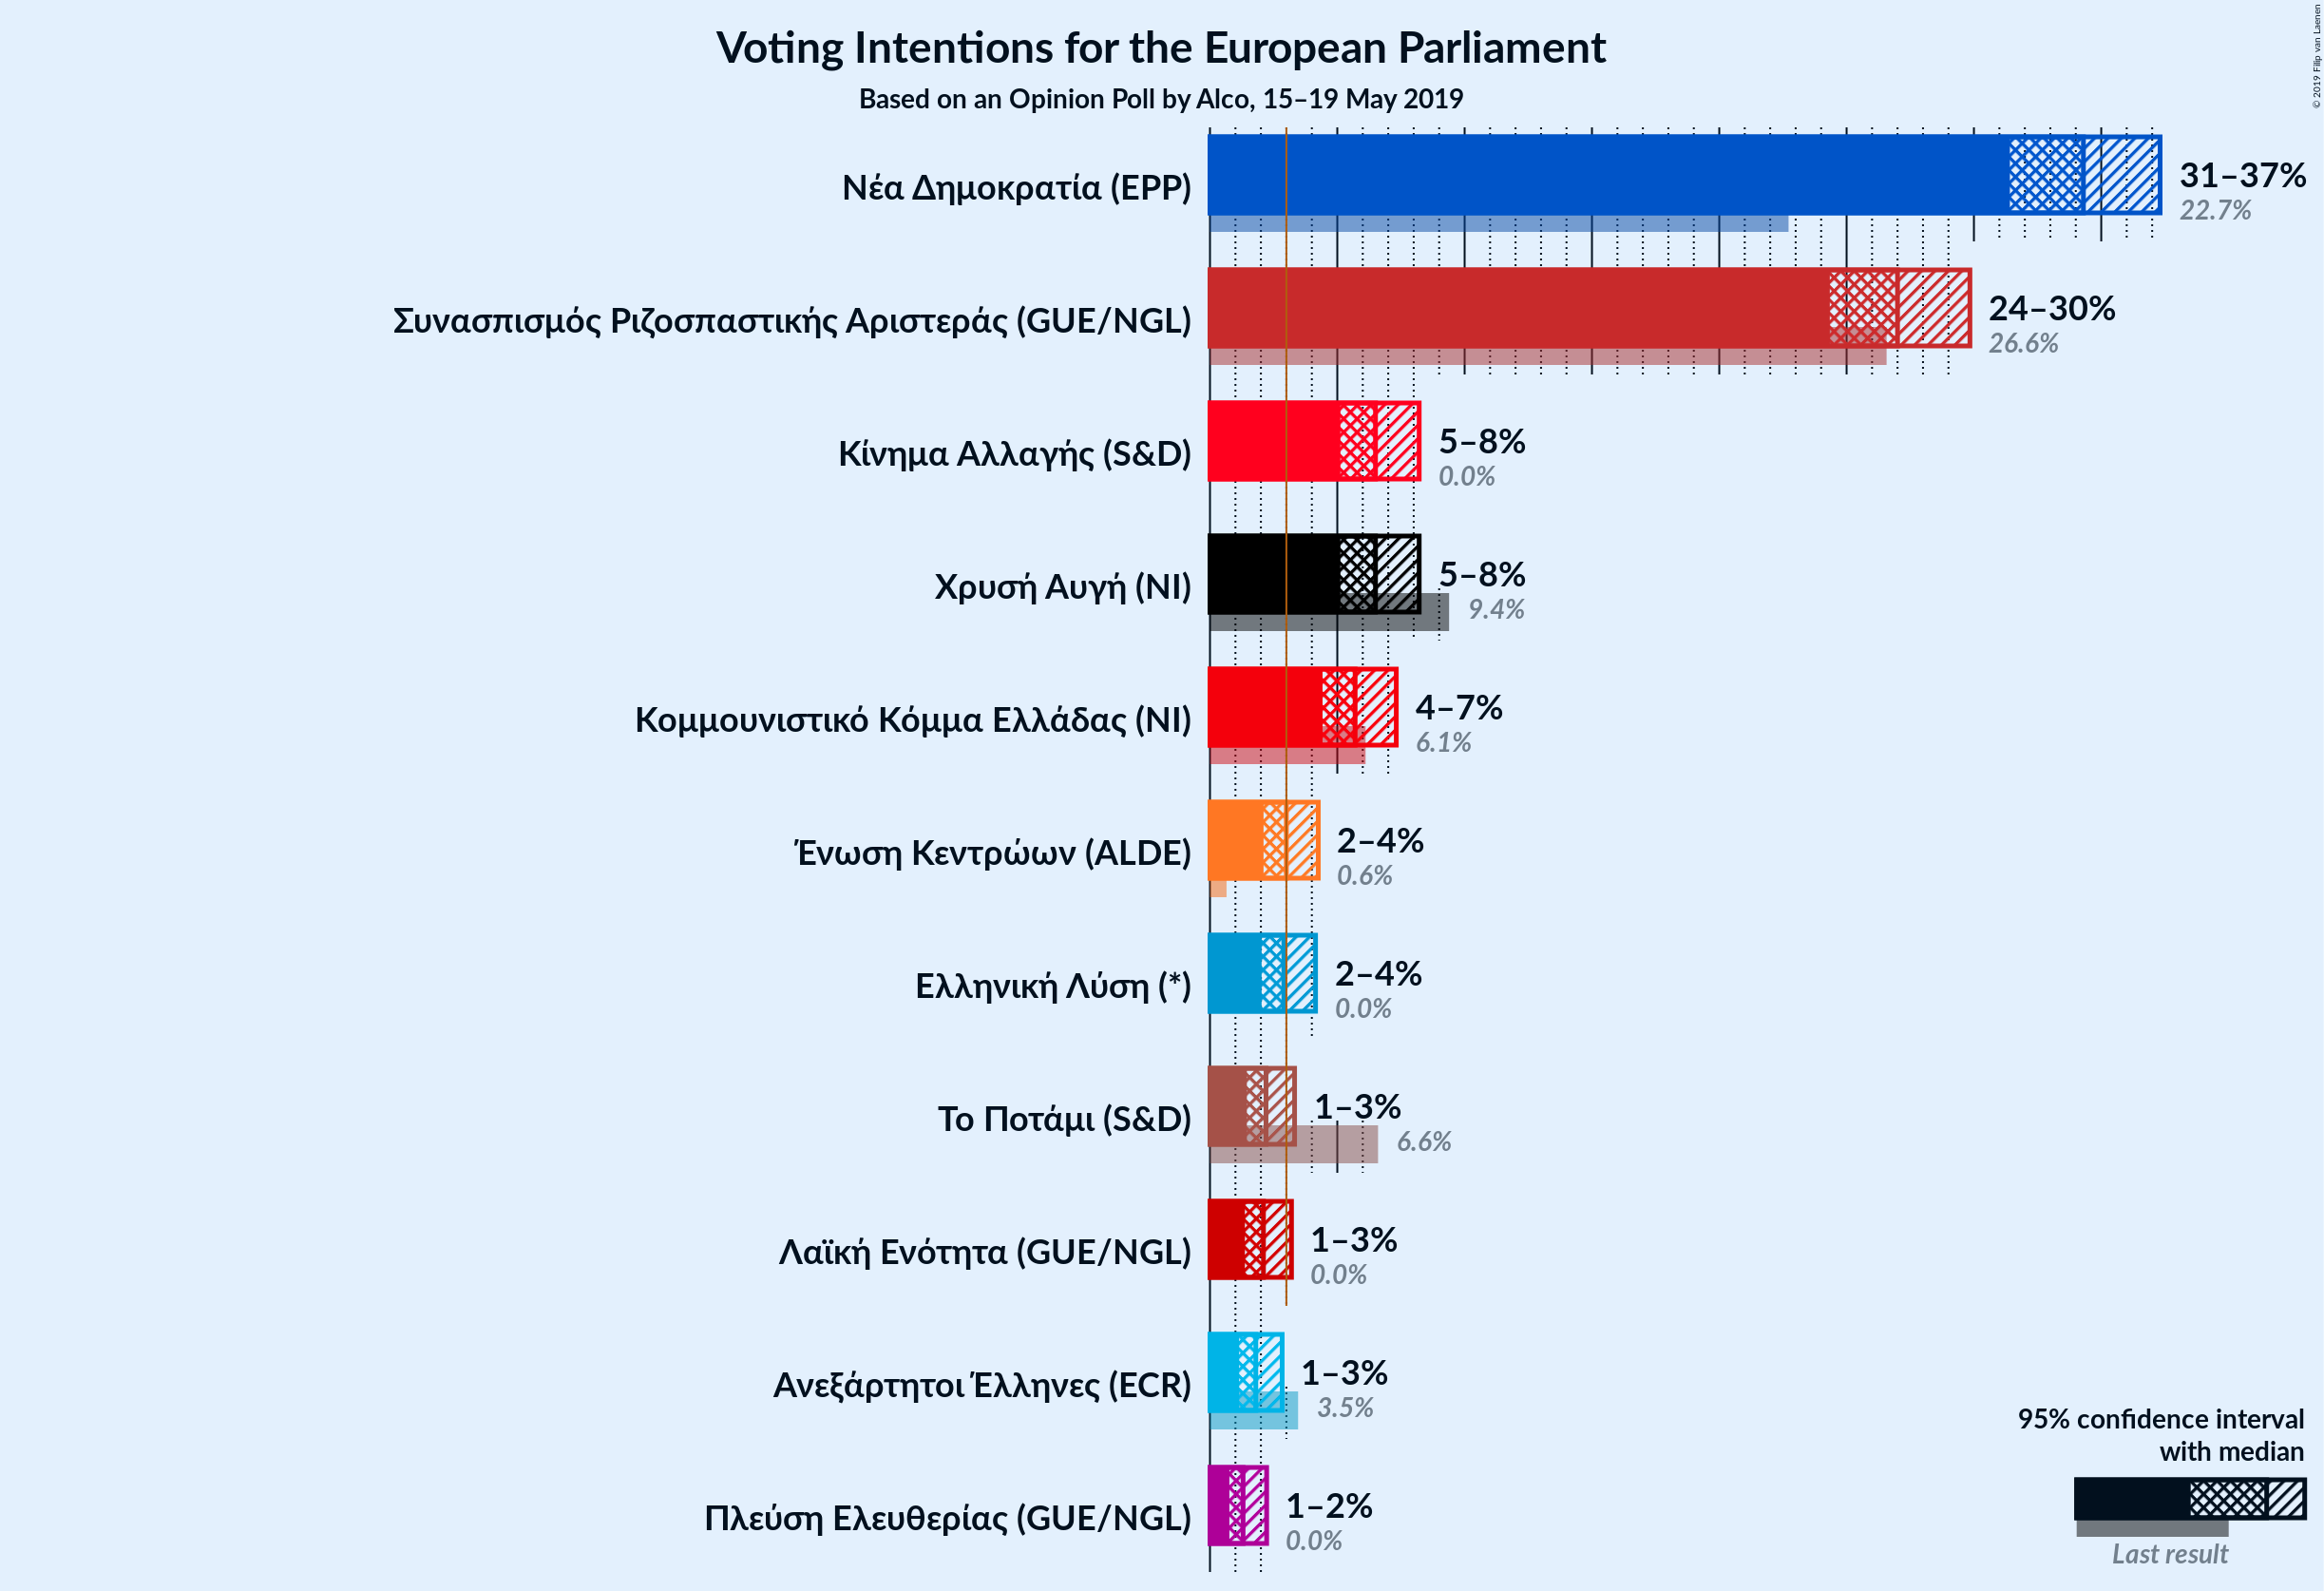 Voting Intentions for the European Parliament
Based on an Opinion Poll by Alco, 15–19 May 2019
© 2019 Filip van Laenen
Νέα Δημοκρατία (EPP)
31–37%
22.7%
Συνασπισμός Ριζοσπαστικής Αριστεράς (GUE/NGL)
24–30%
26.6%
Κίνημα Αλλαγής (S&D)
5–8%
0.0%
Χρυσή Αυγή (NI)
5–8%
9.4%
Κομμουνιστικό Κόμμα Ελλάδας (NI)
4–7%
6.1%
Ένωση Κεντρώων (ALDE)
2–4%
0.6%
Ελληνική Λύση (*)
2–4%
0.0%
Το Ποτάμι (S&D)
1–3%
6.6%
Λαϊκή Ενότητα (GUE/NGL)
1–3%
0.0%
Ανεξάρτητοι Έλληνες (ECR)
1–3%
3.5%
Πλεύση Ελευθερίας (GUE/NGL)
1–2%
0.0%
95% confidence interval
with median
Last result